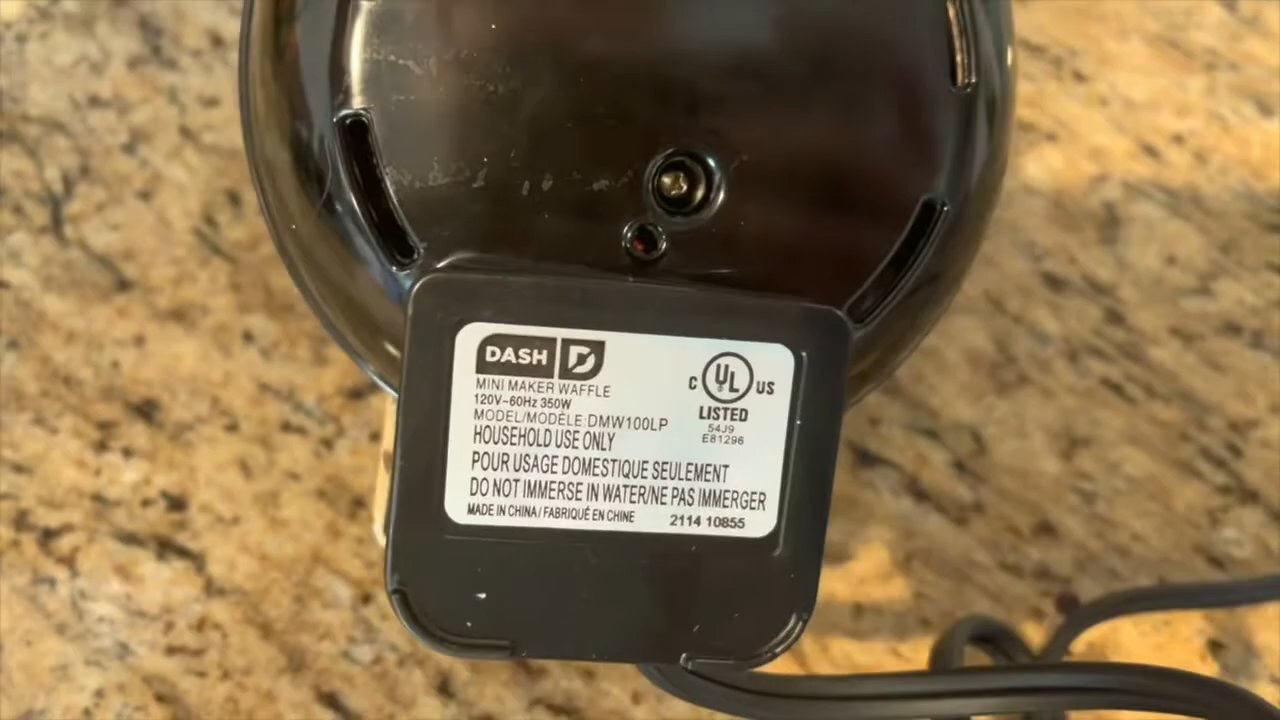 DASH D
MINI MAKER WAFFLE
120V~60Hz 350W
MODEL/MODÈLE:DMW100LP
HOUSEHOLD USE ONLY
POUR USAGE DOMESTIQUE SEULEMENT
DO NOT IMMERSE IN WATER/NE PAS IMMERGER
MADE IN CHINA/FABRIQUÉ EN CHINE 2114 10855
C UL US
LISTED
54J9
E81296